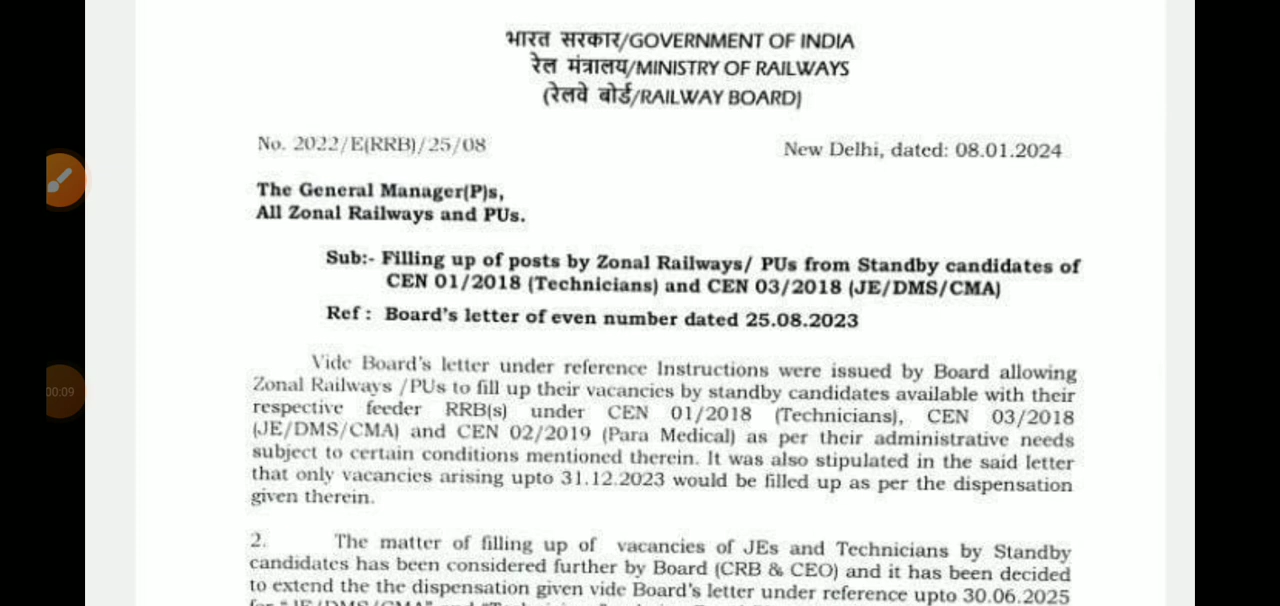 भारत सरकार/GOVERNMENT OF INDIA
रेल मंत्रालय/MINISTRY OF RAILWAYS
(रेलवे बोर्ड/RAILWAY BOARD)
No. 2022/E(RRB)/25/08
New Delhi, dated: 08.01.2024
The General Manager(P)s,
All Zonal Railways and PUs.
Sub:- Filling up of posts by Zonal Railways/ PUs from Standby candidates of
CEN 01/2018 (Technicians) and CEN 03/2018 (JE/DMS/CMA)
Ref : Board's letter of even number dated 25.08.2023
Vide Board's letter under reference Instructions were issued by Board allowing
Zonal Railways /PUs to fill up their vacancies by standby candidates available with their
respective feeder RRB(s) under CEN 01/2018 (Technicians), CEN 03/2018
(JE/DMS/CMA) and CEN 02/2019 (Para Medical) as per their administrative needs
subject to certain conditions mentioned therein. It was also stipulated in the said letter
that only vacancies arising upto 31.12.2023 would be filled up as per the dispensation
given therein.
2. The matter of filling up of vacancies of JEs and Technicians by Standby
candidates has been considered further by Board (CRB & CEO) and it has been decided
to extend the the dispensation given vide Board's letter under reference upto 30.06.2025
00:09